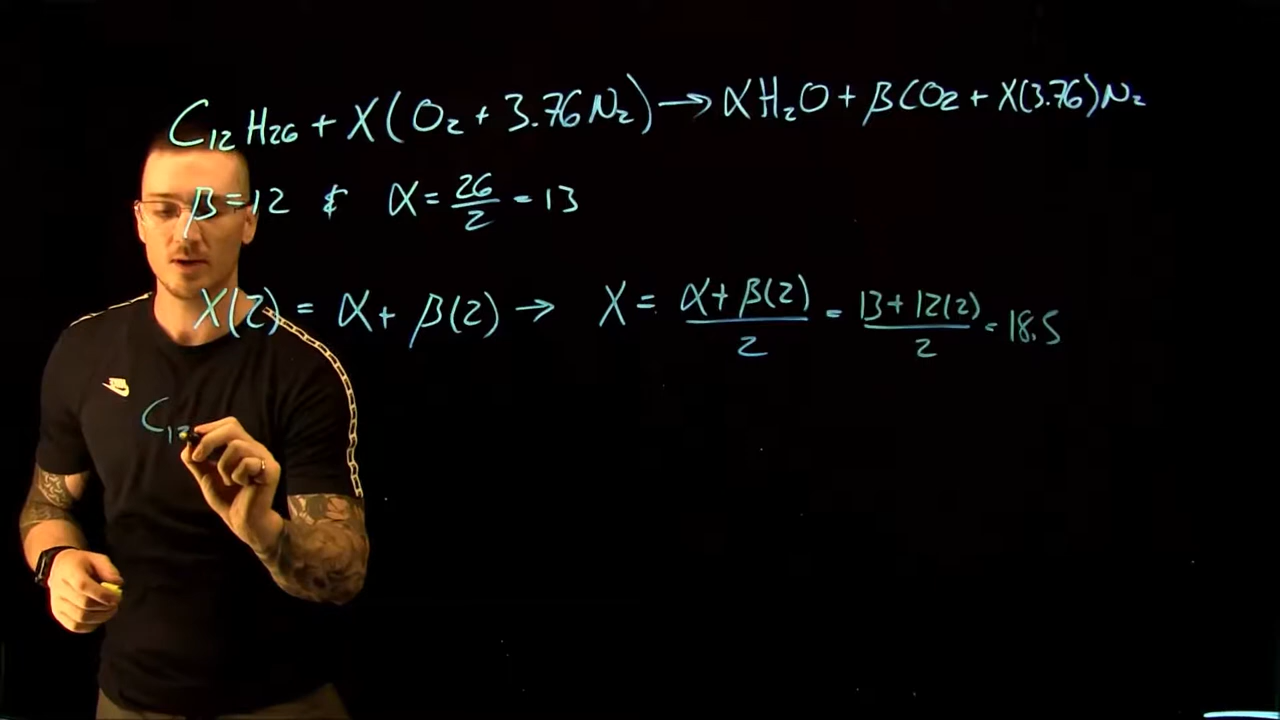 C₁₂H₂₆ + X(O₂ + 3.76N₂) → αH₂O + βCO₂ + X(3.76)N₂
β = 12 & α = 26/2 = 13
X(2) = α + β(2) → X = α + β(2)/2 = 13 + 12(2)/2 = 18.5
C₁₂